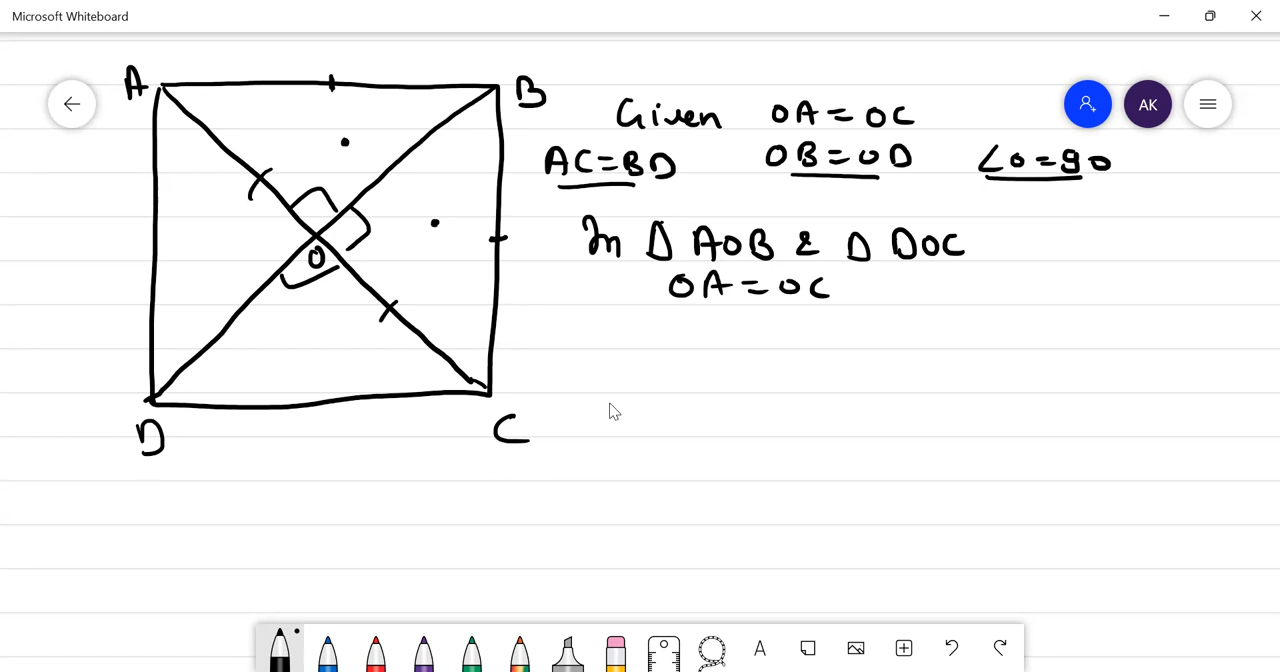 Microsoft Whiteboard
A
B
O
D
C
Given OA = OC
AC = BD OB = OD ∠O = 90
In Δ AOB & Δ DOC
OA = OC
AK
A